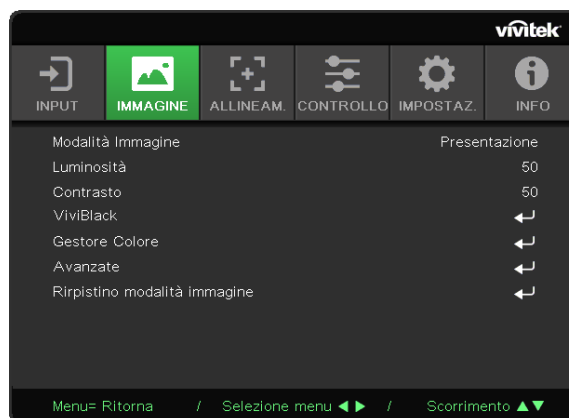 vivitek
INPUT IMMAGINE ALLINEAM. CONTROLLO IMPOSTAZ. INFO
Modalità Immagine Presentazione
Luminosità 50
Contrasto 50
ViviBlack
Gestore Colore
Avanzate
Rirpistino modalità immagine
Menu= Ritorna / Selezione menu ◀ ▶ / Scorrimento ▲▼